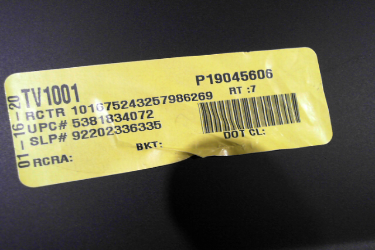 01-16-20
TV1001
P19045606
RCTR 101675243257986269
RT :7
UPC# 5381834072
SLP# 92202336335
BKT:
DOT CL:
RCRA: